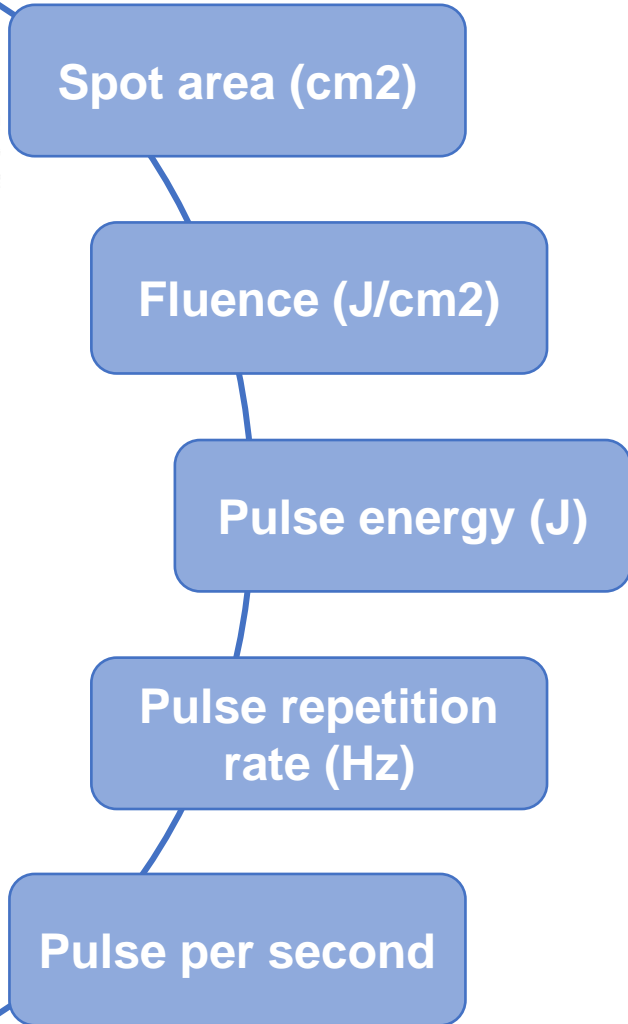 Spot area (cm2)
Fluence (J/cm2)
Pulse energy (J)
Pulse repetition
rate (Hz)
Pulse per second